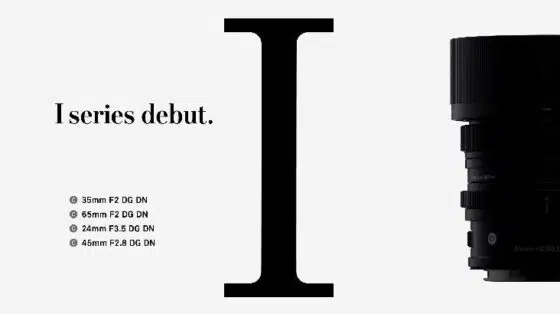 I series debut.
I
C 35mm F2 DG DN
C 65mm F2 DG DN
C 24mm F3.5 DG DN
C 45mm F2.8 DG DN
C